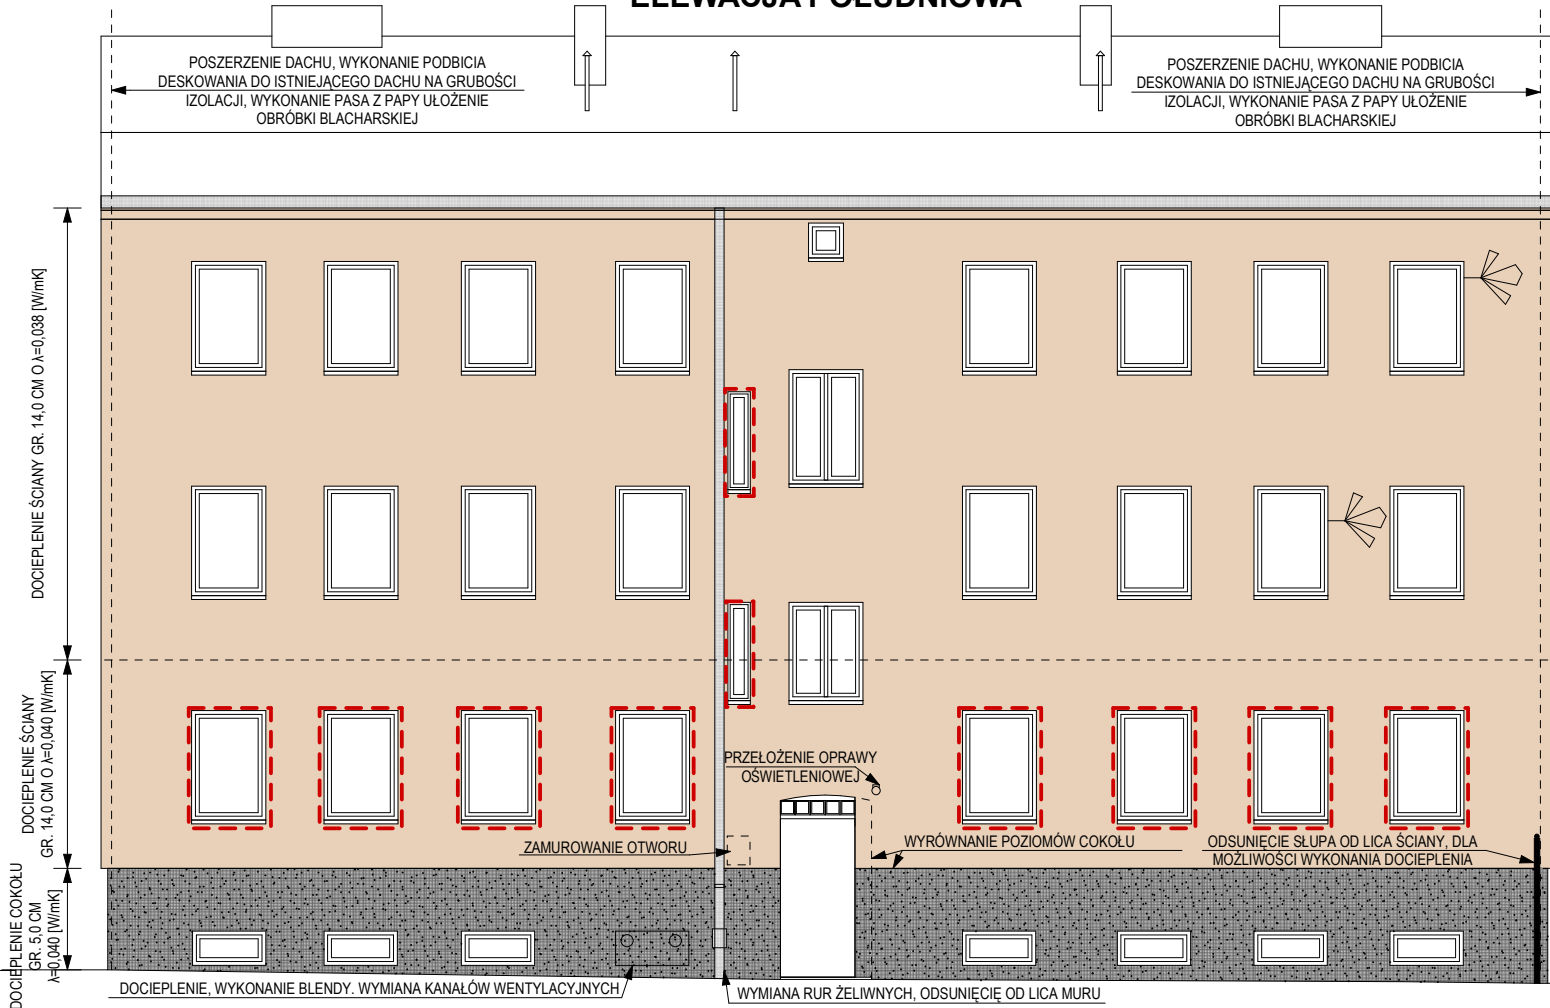 ELEWACJA POŁUDNIOWA
POSZERZENIE DACHU, WYKONANIE PODBICIA
DESKOWANIA DO ISTNIEJĄCEGO DACHU NA GRUBOŚCI
IZOLACJI, WYKONANIE PASA Z PAPY UŁOŻENIE
OBRÓBKI BLACHARSKIEJ
POSZERZENIE DACHU, WYKONANIE PODBICIA
DESKOWANIA DO ISTNIEJĄCEGO DACHU NA GRUBOŚCI
IZOLACJI, WYKONANIE PASA Z PAPY UŁOŻENIE
OBRÓBKI BLACHARSKIEJ
DOCIEPLENIE ŚCIANY GR. 14,0 CM O λ=0,038 [W/mK]
DOCIEPLENIE ŚCIANY
GR. 14,0 CM O λ=0,040 [W/mK]
DOCIEPLENIE COKOŁU
GR. 5,0 CM
λ=0,040 [W/mK]
PRZEŁOŻENIE OPRAWY
OŚWIETLENIOWEJ
ZAMUROWANIE OTWORU
WYRÓWNANIE POZIOMÓW COKOŁU
ODSUNIĘCIE SŁUPA OD LICA ŚCIANY, DLA
MOŻLIWOŚCI WYKONANIA DOCIEPLENIA
DOCIEPLENIE, WYKONANIE BLENDY. WYMIANA KANAŁÓW WENTYLACYJNYCH
WYMIANA RUR ŻELIWNYCH, ODSUNIĘCIĘ OD LICA MURU